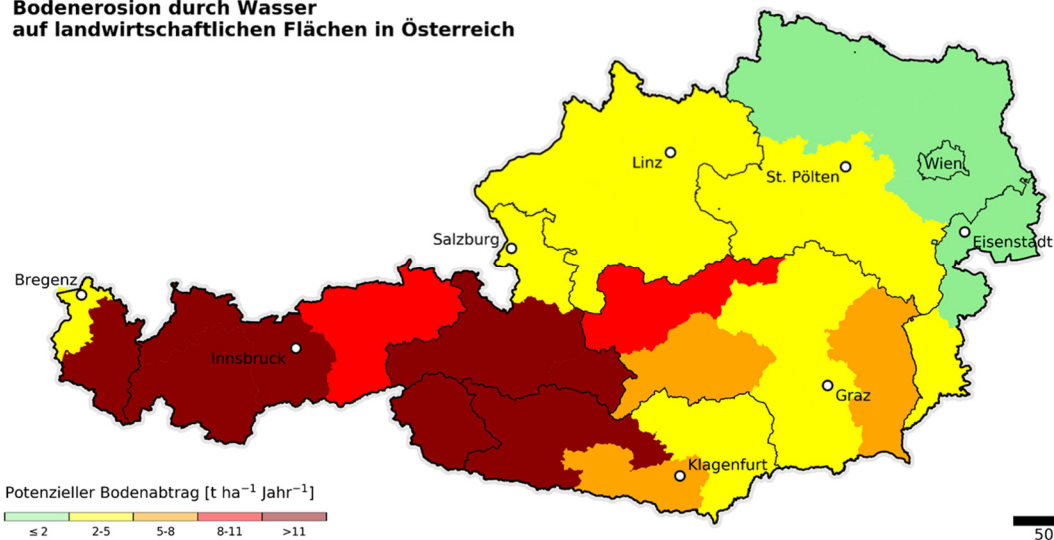 Bodenerosion durch Wasser
auf landwirtschaftlichen Flächen in Österreich
Linz
St. Pölten
Wien
Salzburg
Eisenstadt
Bregenz
Innsbruck
Graz
Klagenfurt
Potenzieller Bodenabtrag [t ha⁻¹ Jahr⁻¹]
≤ 2 2-5 5-8 8-11 >11
50